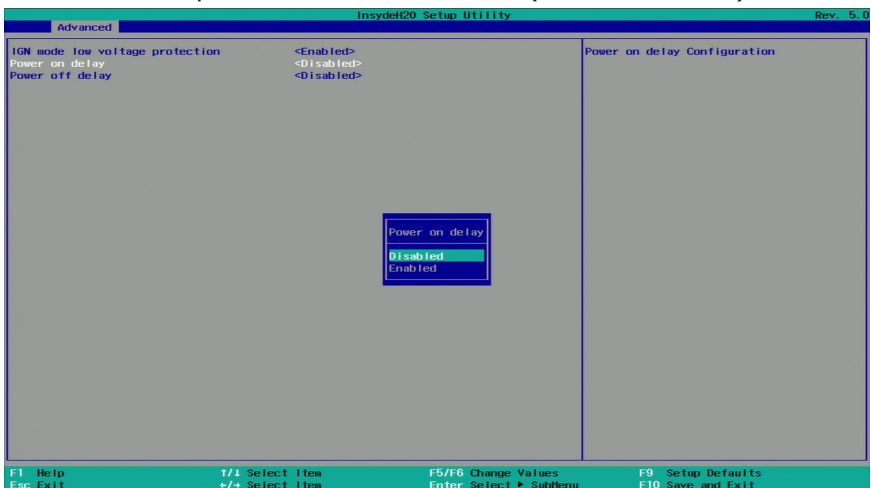 InsydeH20 Setup Utility Rev. 5.0
Advanced
IGN mode low voltage protection <Enabled> Power on delay Configuration
Power on delay <Disabled>
Power off delay <Disabled>
Power on delay
Disabled
Enabled
F1 Help ↑/↓ Select Item F5/F6 Change Values F9 Setup Defaults
Esc Exit ←/→ Select Item Enter Select ▶ SubMenu F10 Save and Exit